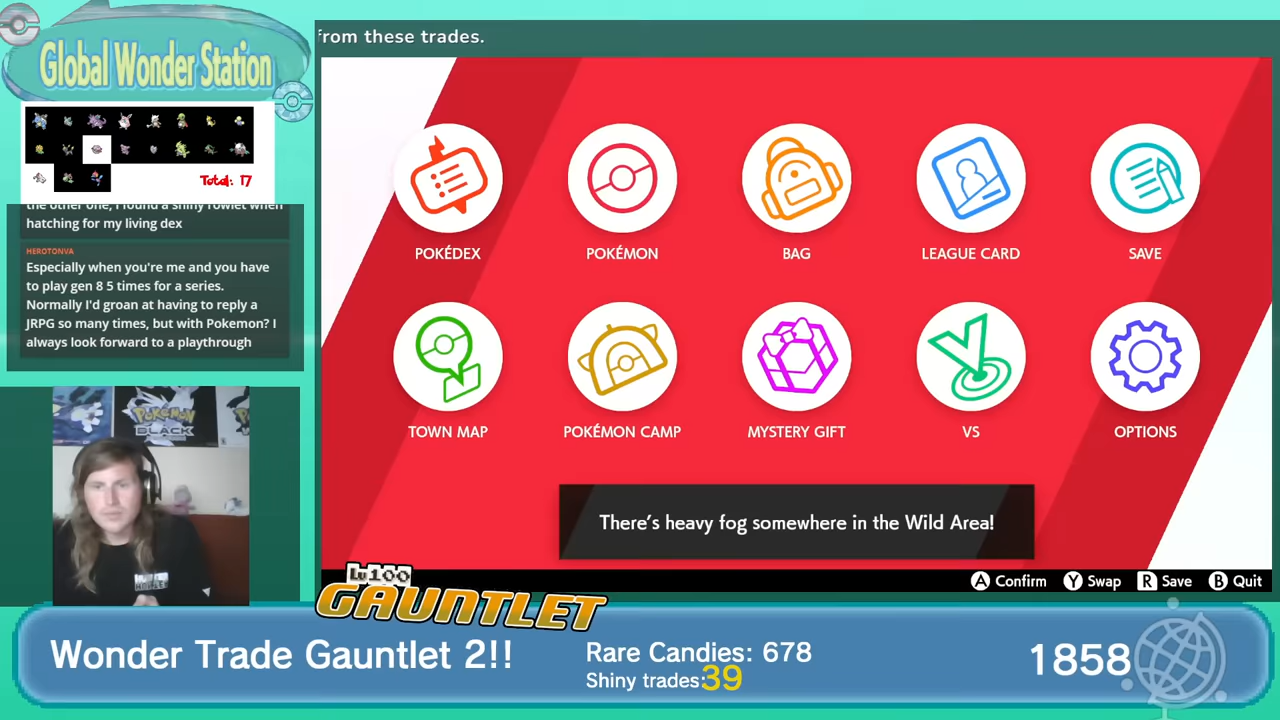 from these trades.
Global Wonder Station
Total: 17
the other one, I found a shiny rowlet when
hatching for my living dex
HEROTONVA
Especially when you're me and you have
to play gen 8 5 times for a series.
Normally I'd groan at having to reply a
JRPG so many times, but with Pokemon? I
always look forward to a playthrough
POKÉDEX
POKÉMON
BAG
LEAGUE CARD
SAVE
TOWN MAP
POKÉMON CAMP
MYSTERY GIFT
VS
OPTIONS
There's heavy fog somewhere in the Wild Area!
A Confirm Y Swap R Save B Quit
POKéMON
BLACK
Lv100
GAUNTLET
Wonder Trade Gauntlet 2!!
Rare Candies: 678
Shiny trades:39
1858